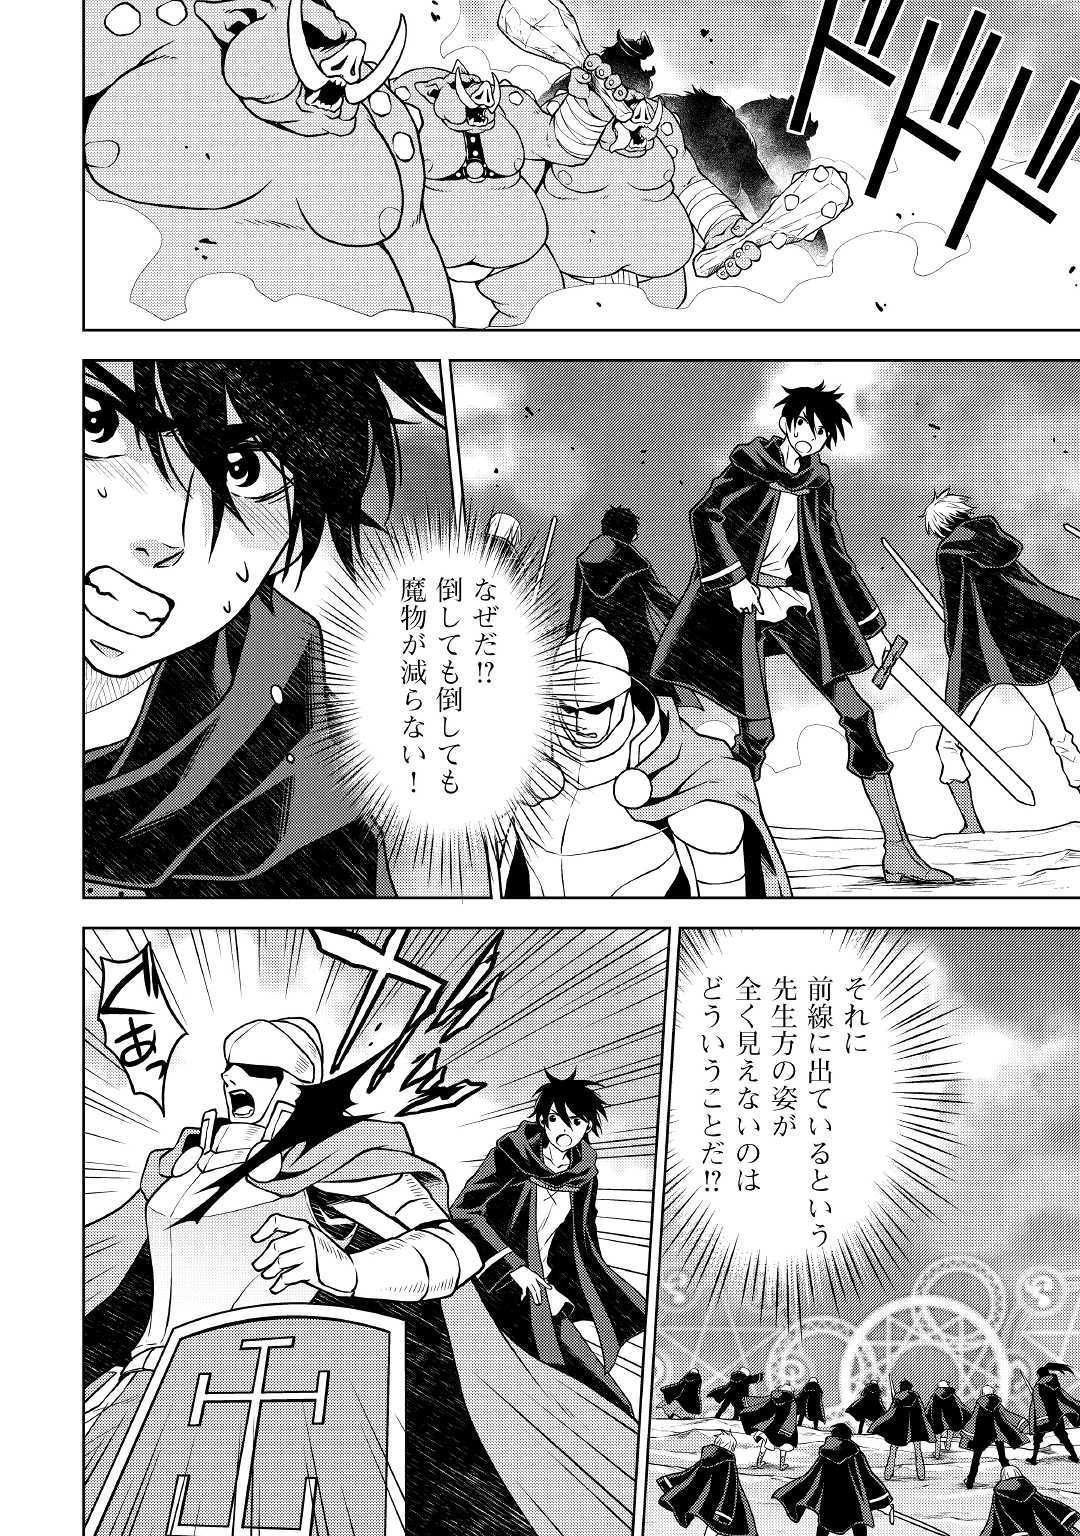 ドドドド
なぜだ!?
倒しても倒しても
魔物が減らない！
それに
前線に出ているという
先生方の姿が
全く見えないのは
どういうことだ!?
ぐあっ